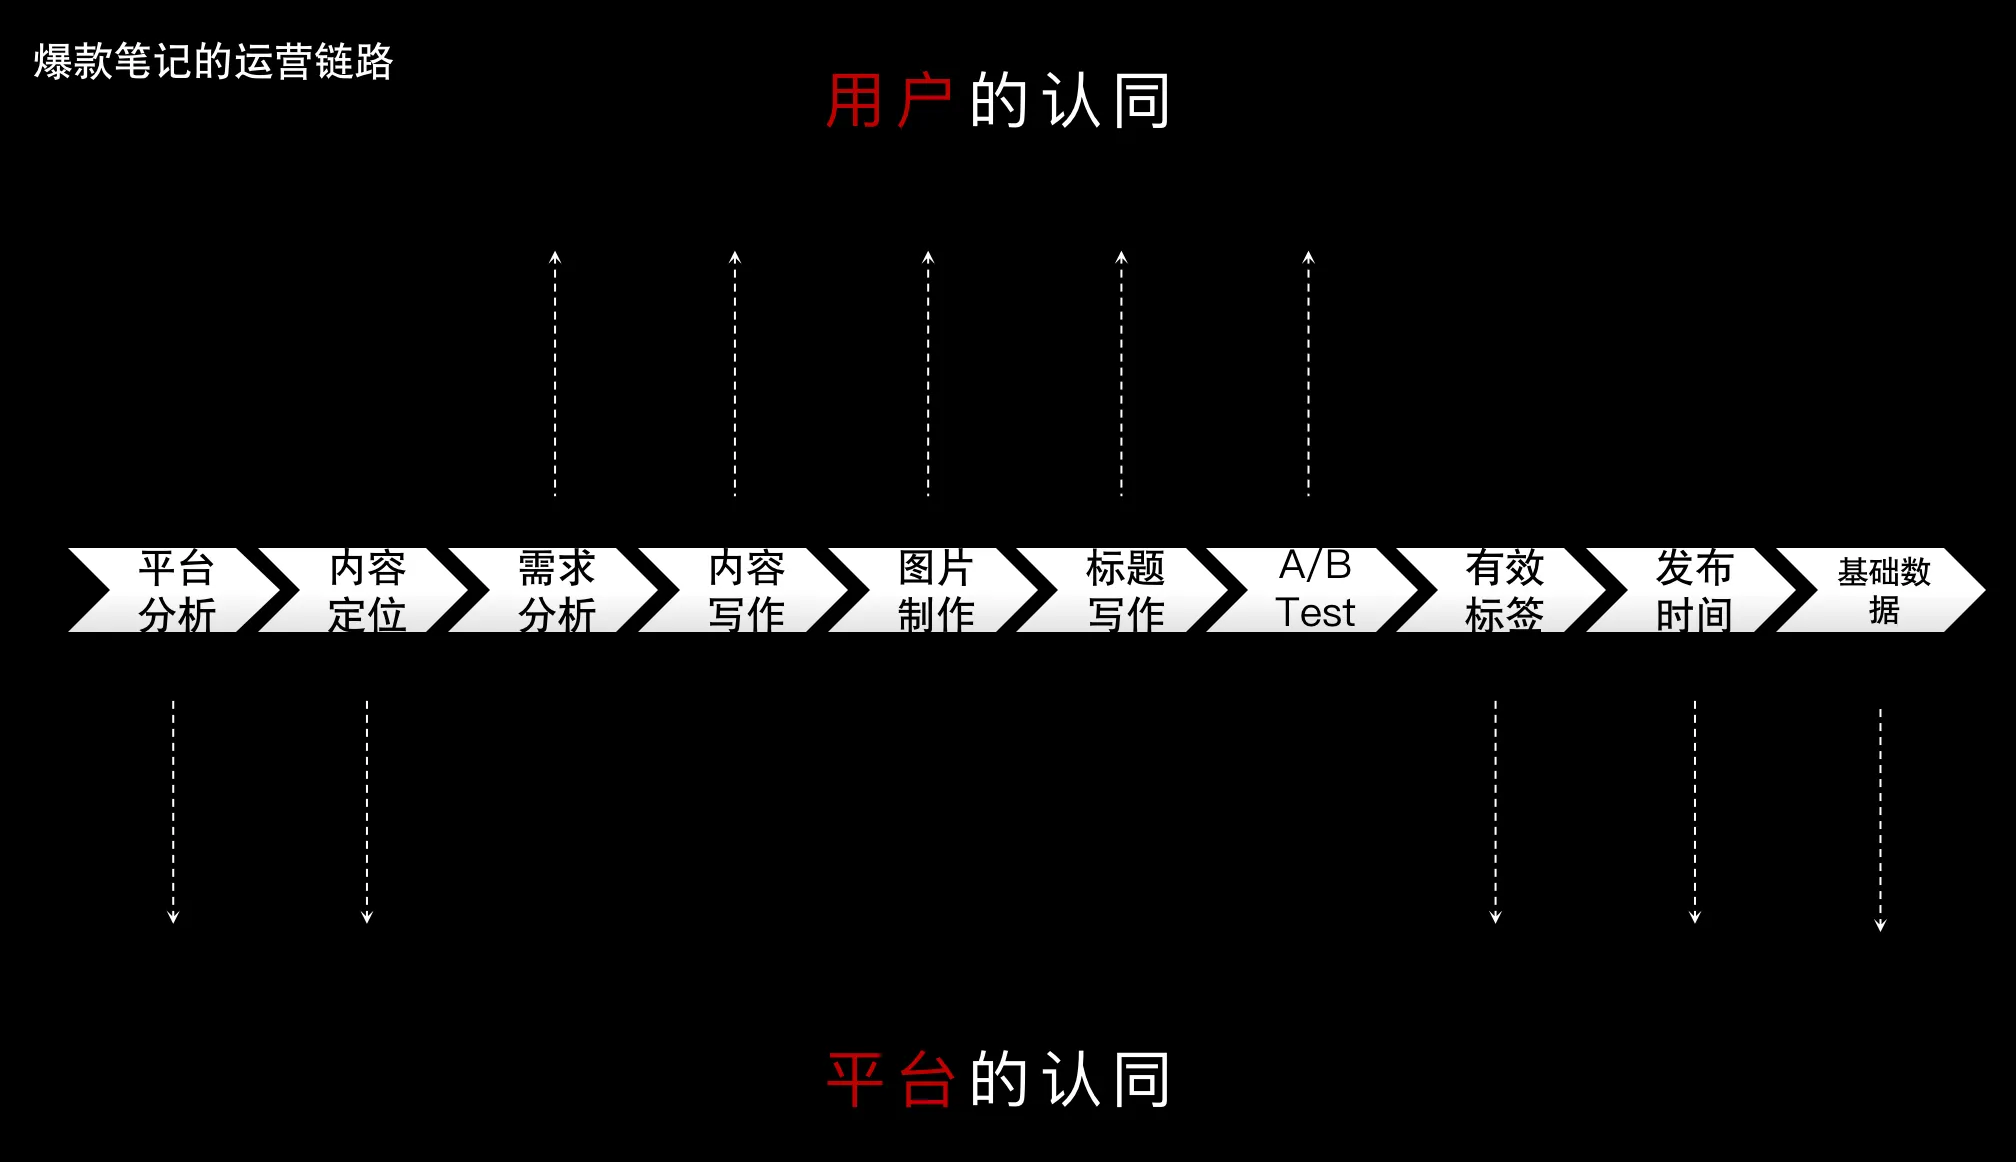 爆款笔记的运营链路
用户的认同
平台
分析
内容
定位
需求
分析
内容
写作
图片
制作
标题
写作
A/B
Test
有效
标签
发布
时间
基础数
据
平台的认同